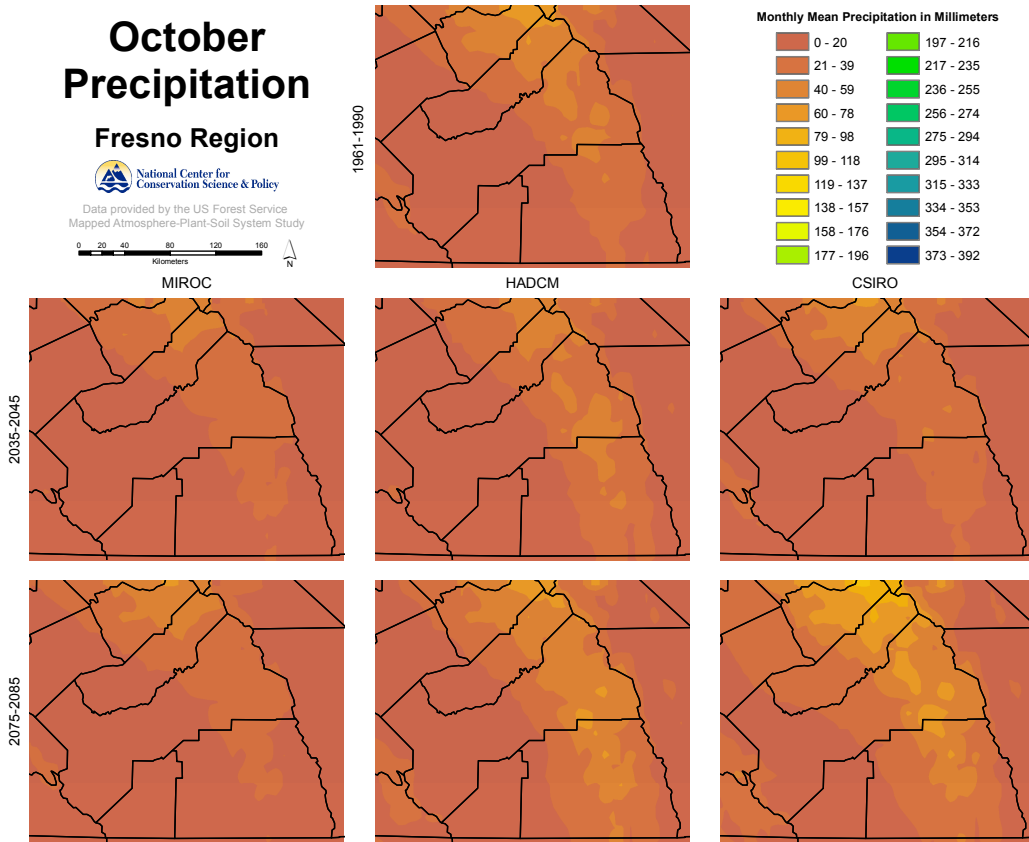 October
Precipitation
Fresno Region
National Center for
Conservation Science & Policy
Data provided by the US Forest Service
Mapped Atmosphere-Plant-Soil System Study
0 20 40 80 120 160
Kilometers
N
1961-1990
Monthly Mean Precipitation in Millimeters
0 - 20
21 - 39
40 - 59
60 - 78
79 - 98
99 - 118
119 - 137
138 - 157
158 - 176
177 - 196
197 - 216
217 - 235
236 - 255
256 - 274
275 - 294
295 - 314
315 - 333
334 - 353
354 - 372
373 - 392
MIROC
HADCM
CSIRO
2035-2045
2075-2085